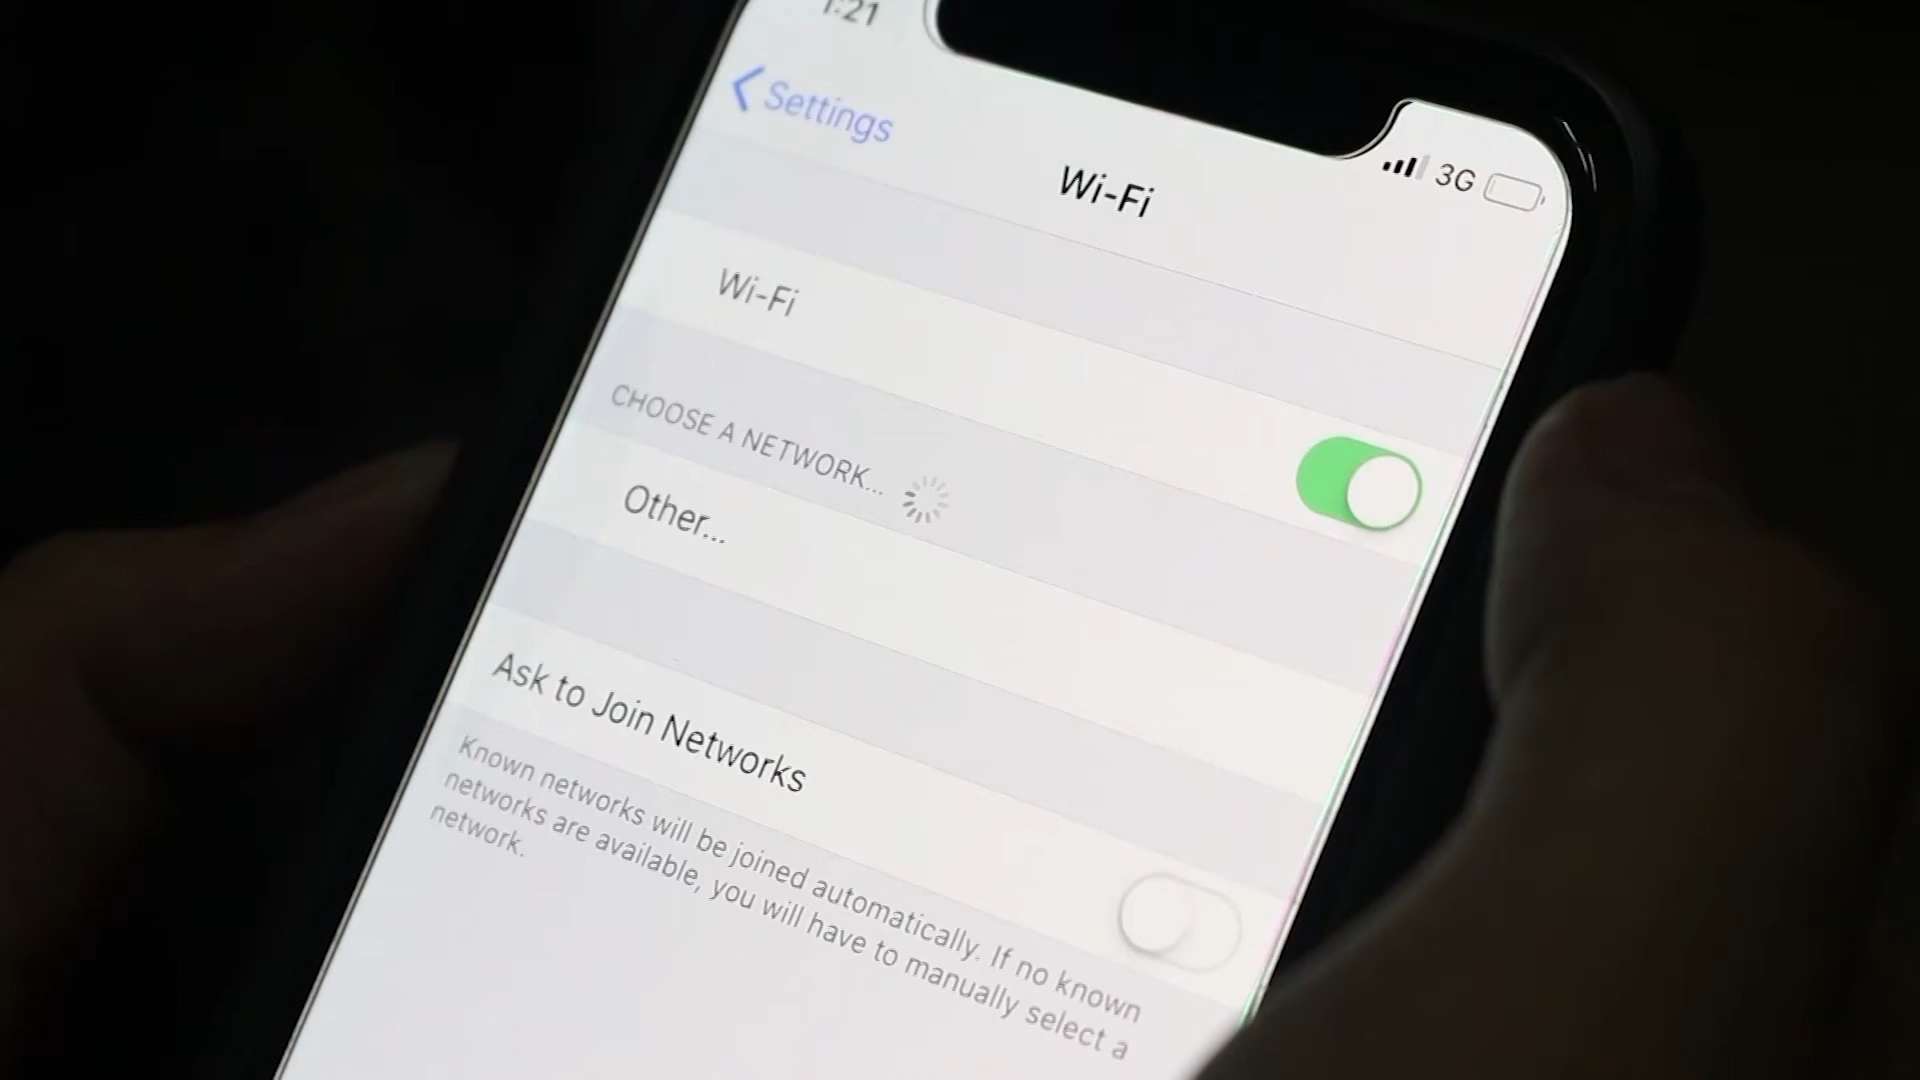 1:21
3G
Settings
Wi-Fi
Wi-Fi
CHOOSE A NETWORK...
Other...
Ask to Join Networks
Known networks will be joined automatically. If no known
networks are available, you will have to manually select a
network.